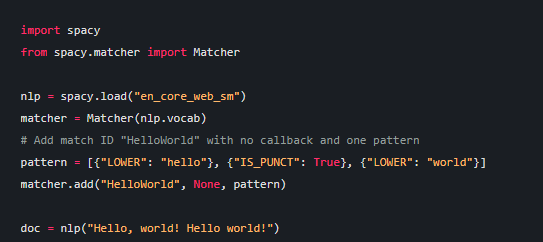 import spacy
from spacy.matcher import Matcher
nlp = spacy.load("en_core_web_sm")
matcher = Matcher(nlp.vocab)
# Add match ID "HelloWorld" with no callback and one pattern
pattern = [{"LOWER": "hello"}, {"IS_PUNCT": True}, {"LOWER": "world"}]
matcher.add("HelloWorld", None, pattern)
doc = nlp("Hello, world! Hello world!")